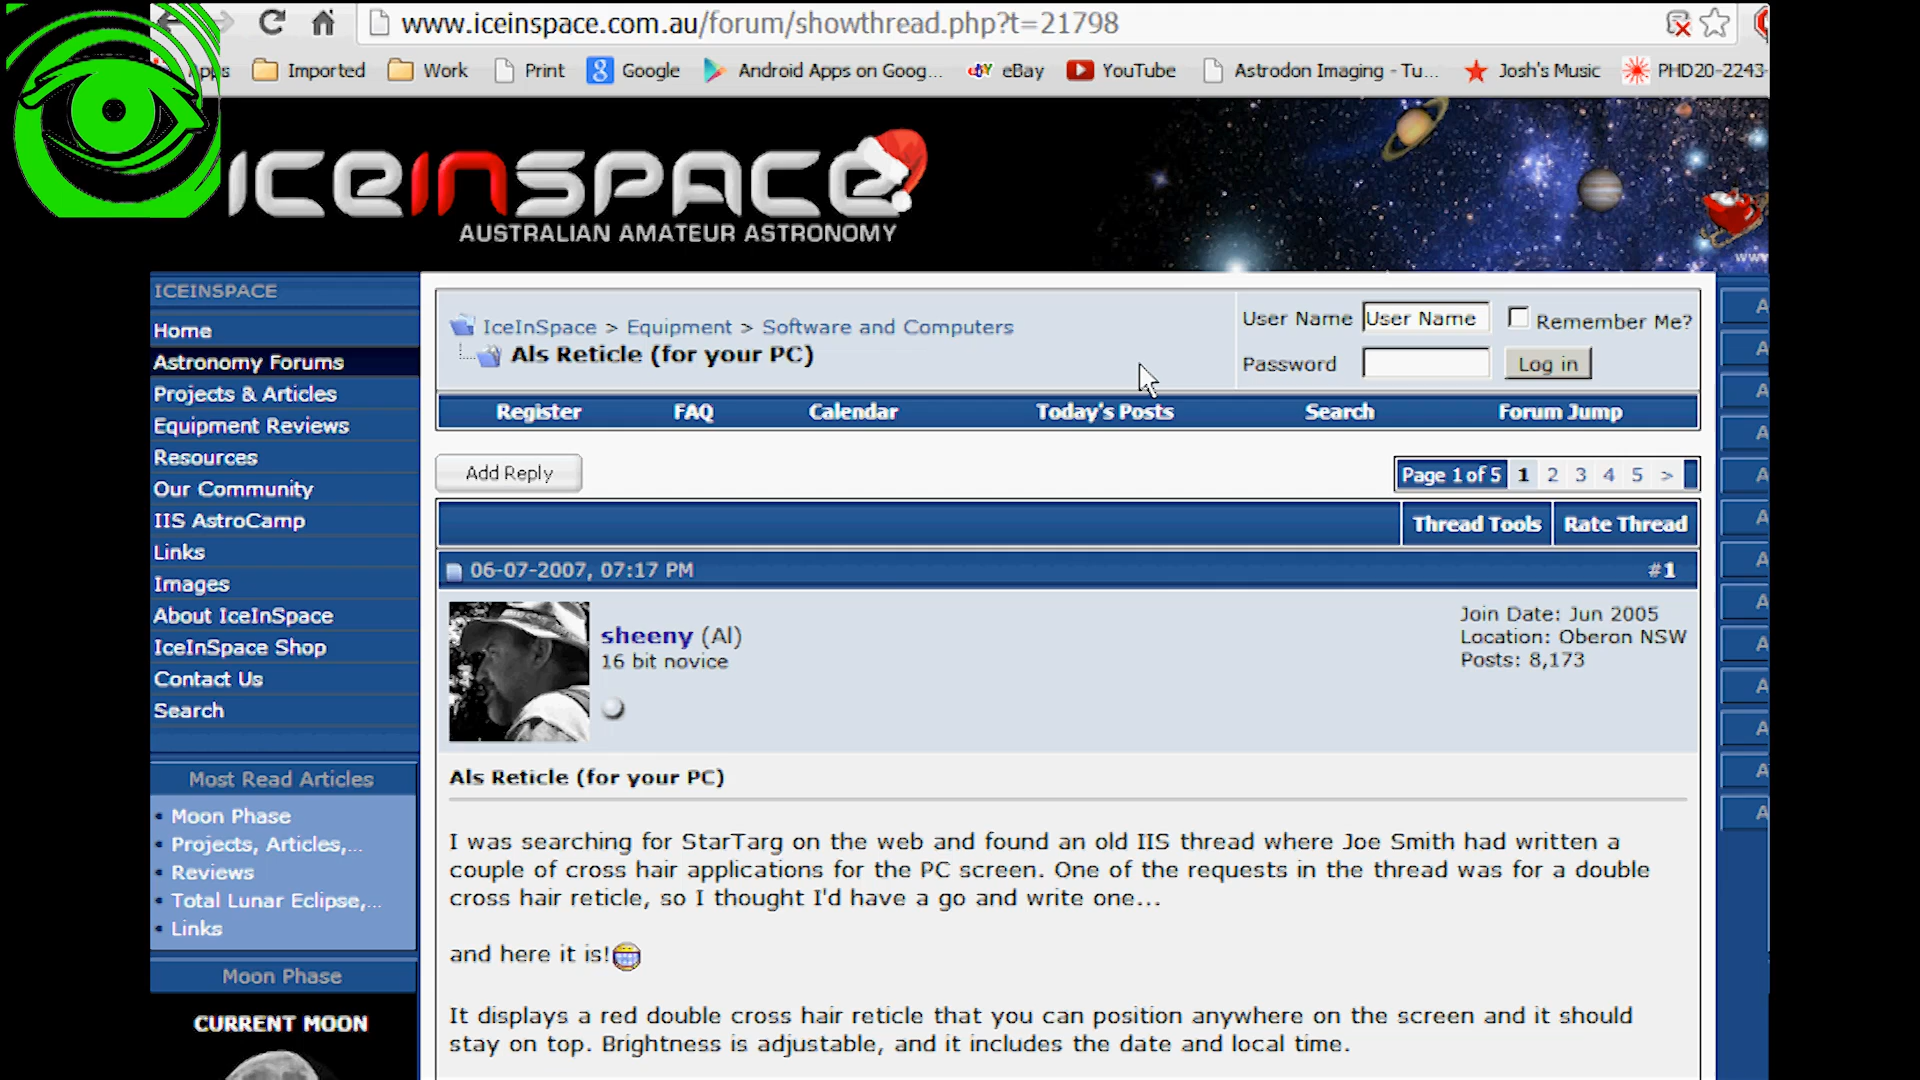 www.iceinspace.com.au/forum/showthread.php?t=21798
Apps Imported Work Print Google Android Apps on Goog... eBay YouTube Astrodon Imaging - Tu... Josh's Music PHD20-2243-
ICEINSPACE
AUSTRALIAN AMATEUR ASTRONOMY
www
ICEINSPACE
Home
Astronomy Forums
Projects & Articles
Equipment Reviews
Resources
Our Community
IIS AstroCamp
Links
Images
About IceInSpace
IceInSpace Shop
Contact Us
Search
Most Read Articles
• Moon Phase
• Projects, Articles,...
• Reviews
• Total Lunar Eclipse,...
• Links
Moon Phase
CURRENT MOON
IceInSpace > Equipment > Software and Computers
Als Reticle (for your PC)
User Name User Name Remember Me?
Password Log in
Register FAQ Calendar Today's Posts Search Forum Jump
Add Reply
Page 1 of 5 1 2 3 4 5 >
Thread Tools Rate Thread
06-07-2007, 07:17 PM #1
sheeny (Al)
16 bit novice
Join Date: Jun 2005
Location: Oberon NSW
Posts: 8,173
Als Reticle (for your PC)
I was searching for StarTarg on the web and found an old IIS thread where Joe Smith had written a
couple of cross hair applications for the PC screen. One of the requests in the thread was for a double
cross hair reticle, so I thought I'd have a go and write one...
and here it is!
It displays a red double cross hair reticle that you can position anywhere on the screen and it should
stay on top. Brightness is adjustable, and it includes the date and local time.